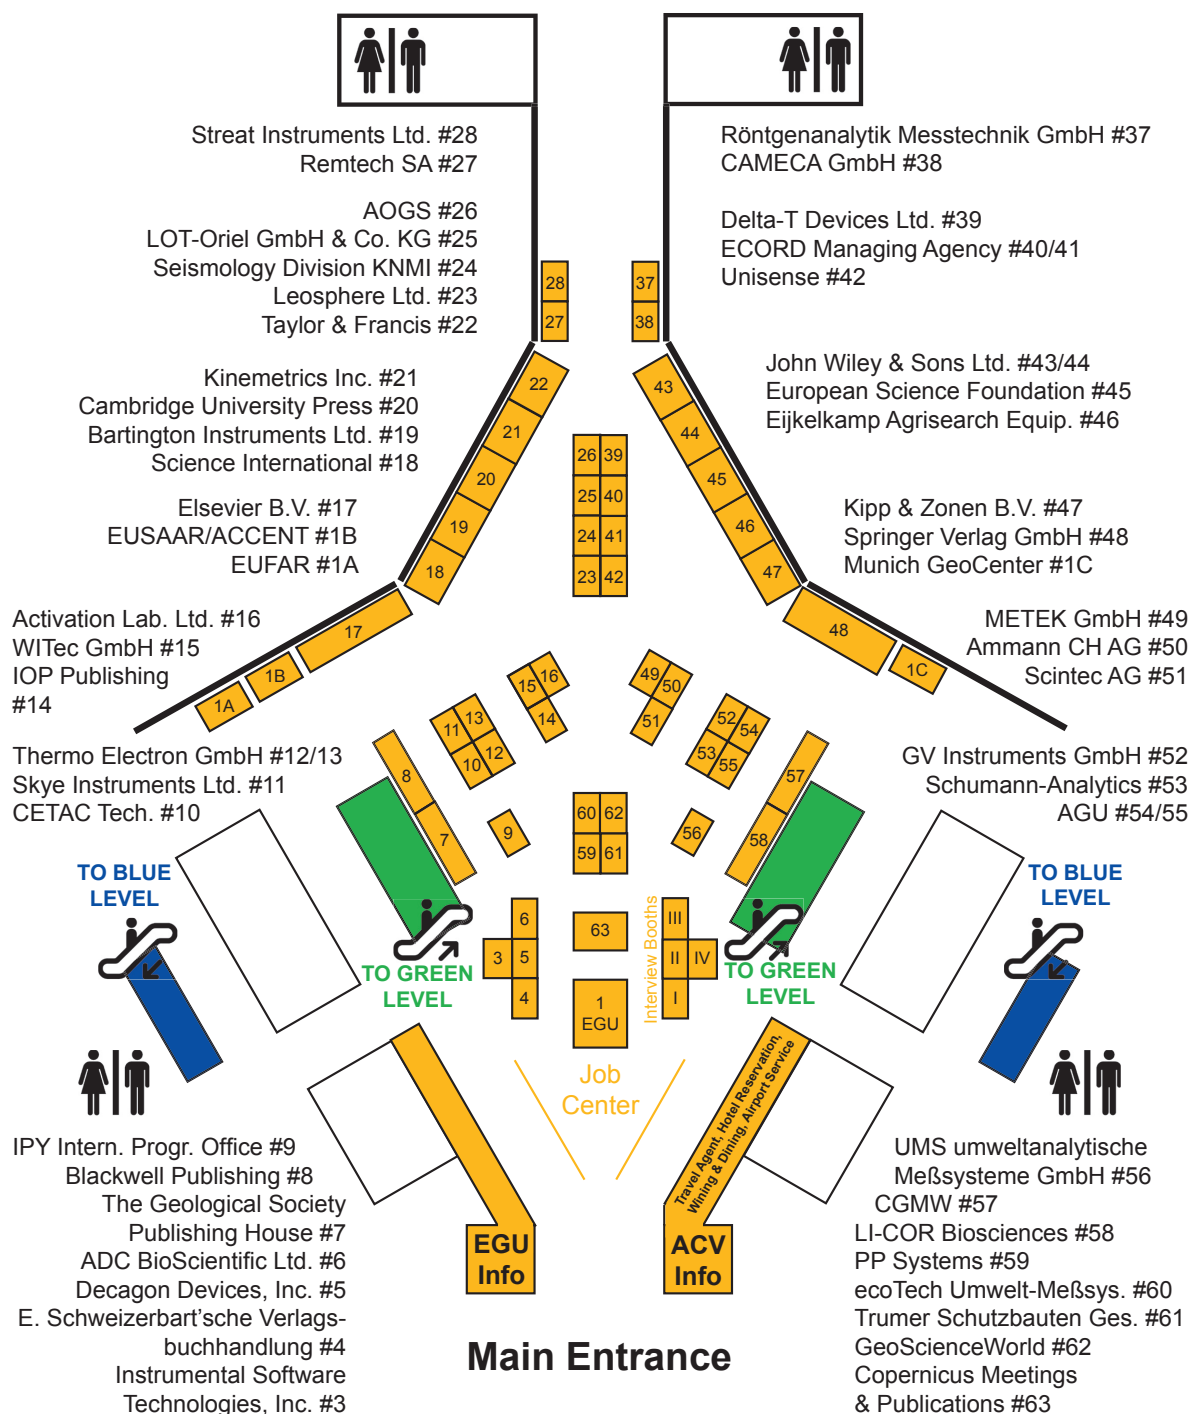 Streat Instruments Ltd. #28
Remtech SA #27
AOGS #26
LOT-Oriel GmbH & Co. KG #25
Seismology Division KNMI #24
Leosphere Ltd. #23
Taylor & Francis #22
Kinemetrics Inc. #21
Cambridge University Press #20
Bartington Instruments Ltd. #19
Science International #18
Elsevier B.V. #17
EUSAAR/ACCENT #1B
EUFAR #1A
Activation Lab. Ltd. #16
WITec GmbH #15
IOP Publishing
#14
Thermo Electron GmbH #12/13
Skye Instruments Ltd. #11
CETAC Tech. #10
Röntgenanalytik Messtechnik GmbH #37
CAMECA GmbH #38
Delta-T Devices Ltd. #39
ECORD Managing Agency #40/41
Unisense #42
John Wiley & Sons Ltd. #43/44
European Science Foundation #45
Eijkelkamp Agrisearch Equip. #46
Kipp & Zonen B.V. #47
Springer Verlag GmbH #48
Munich GeoCenter #1C
METEK GmbH #49
Ammann CH AG #50
Scintec AG #51
GV Instruments GmbH #52
Schumann-Analytics #53
AGU #54/55
28
27
37
38
22
21
20
19
18
17
1B
1A
43
44
45
46
47
48
1C
26 39
25 40
24 41
23 42
15 16
14
49 50
51
11 13
10 12
52 54
53 55
8
7
57
58
9
56
60 62
59 61
6
3 5
4
63
1
EGU
Interview Booths
III
II IV
I
TO BLUE
LEVEL
TO GREEN
LEVEL
TO GREEN
LEVEL
TO BLUE
LEVEL
Job
Center
Travel Agent, Hotel Reservation,
Wining & Dining, Airport Service
EGU
Info
ACV
Info
Main Entrance
IPY Intern. Progr. Office #9
Blackwell Publishing #8
The Geological Society
Publishing House #7
ADC BioScientific Ltd. #6
Decagon Devices, Inc. #5
E. Schweizerbart’sche Verlags-
buchhandlung #4
Instrumental Software
Technologies, Inc. #3
UMS umweltanalytische
Meßsysteme GmbH #56
CGMW #57
LI-COR Biosciences #58
PP Systems #59
ecoTech Umwelt-Meßsys. #60
Trumer Schutzbauten Ges. #61
GeoScienceWorld #62
Copernicus Meetings
& Publications #63